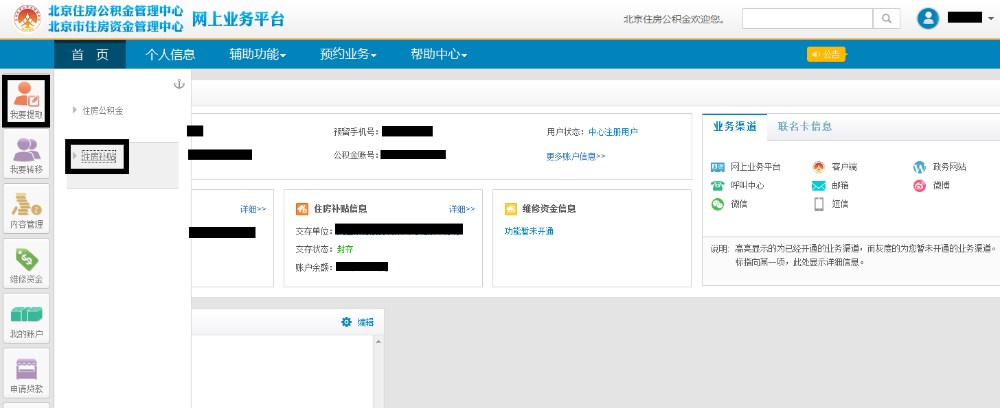 北京住房公积金管理中心
北京市住房资金管理中心
网上业务平台
北京住房公积金欢迎您。
首 页
个人信息
辅助功能
预约业务
帮助中心
公告
我要提取
我要转移
内容管理
维修资金
我的账户
申请贷款
住房公积金
住房补贴
预留手机号：
用户状态：中心注册用户
公积金账号：
更多账户信息>>
详细>>
住房补贴信息
详细>>
交存单位：
交存状态：封存
账户余额：
维修资金信息
功能暂未开通
业务渠道
联名卡信息
网上业务平台
客户端
政务网站
呼叫中心
邮箱
微博
微信
短信
说明: 高亮显示的为已经开通的业务渠道，而灰度的为您暂未开通的业务渠道。
标指向某一项，此处显示详细信息。
编辑